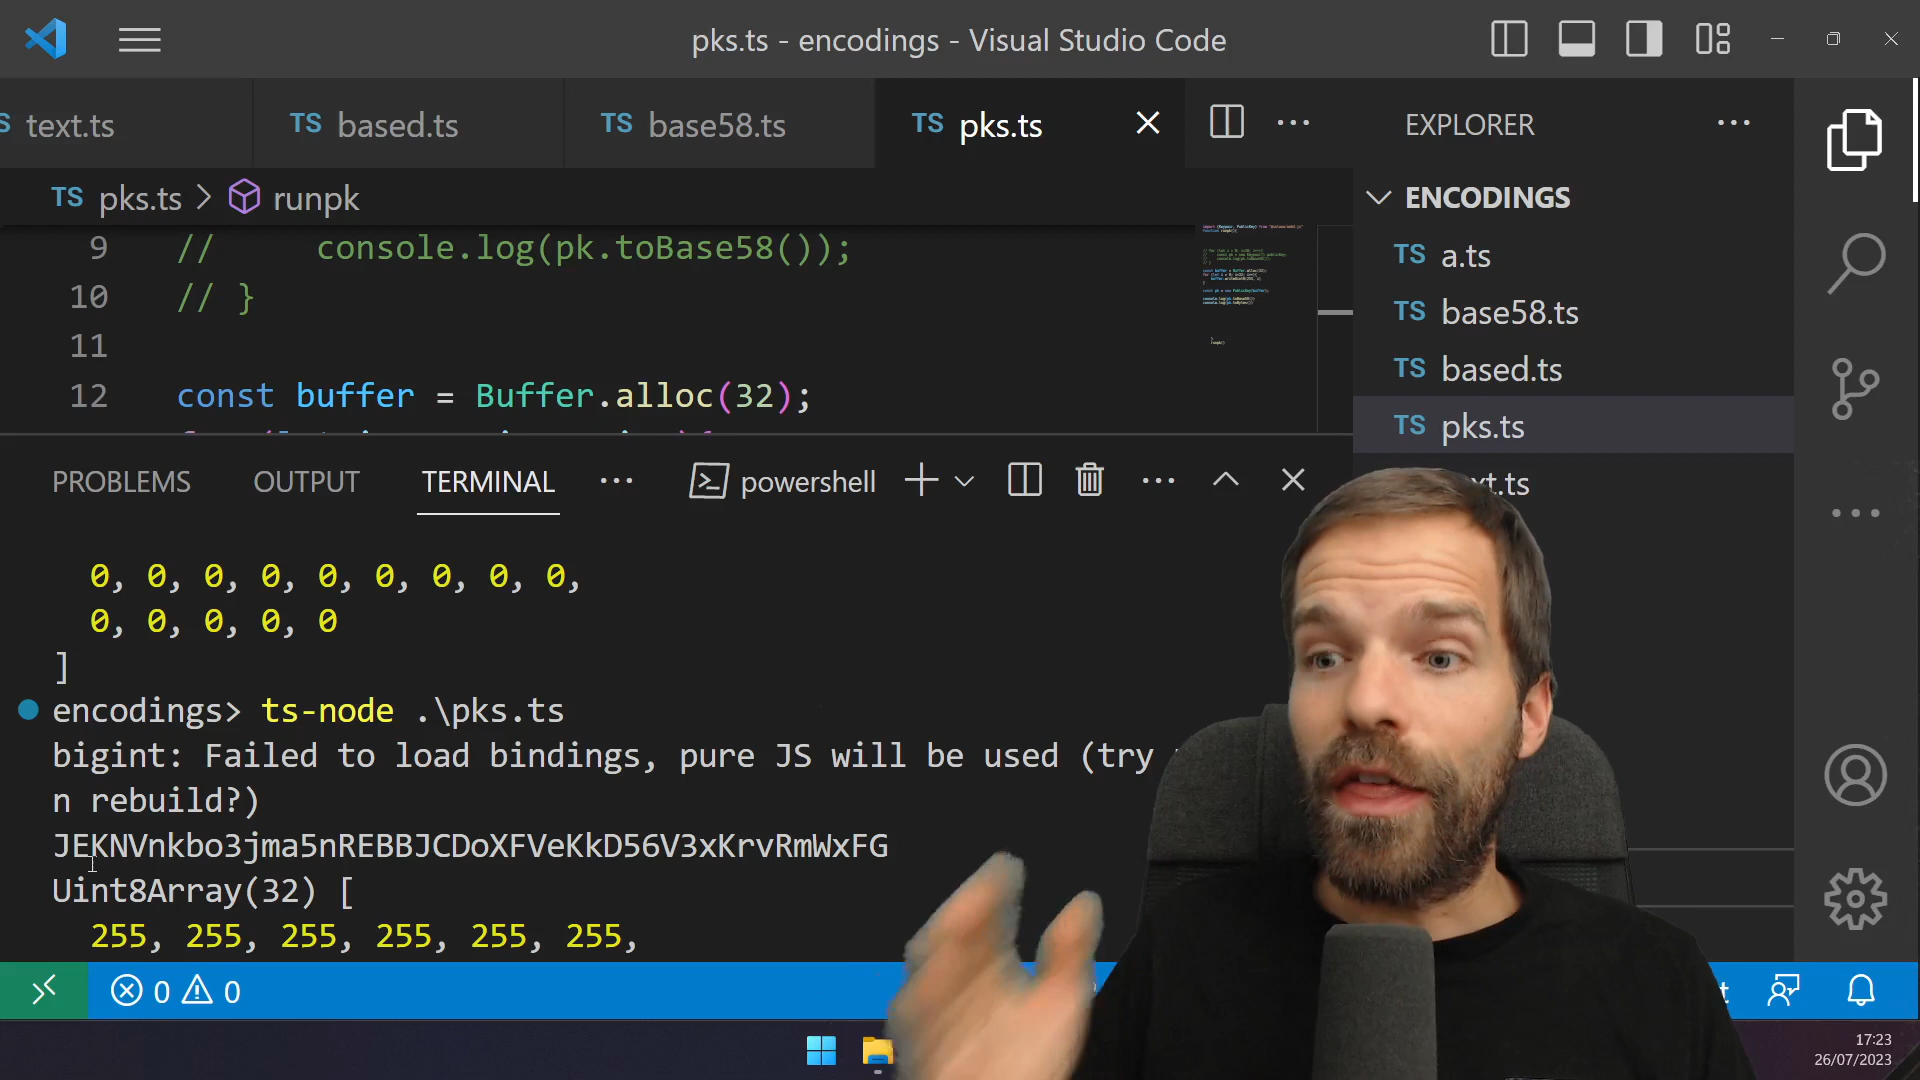 pks.ts - encodings - Visual Studio Code
text.ts
TS based.ts
TS base58.ts
TS pks.ts
EXPLORER
TS pks.ts > runpk
ENCODINGS
TS a.ts
TS base58.ts
TS based.ts
TS pks.ts
xt.ts
9 // console.log(pk.toBase58());
10 // }
11
12 const buffer = Buffer.alloc(32);
PROBLEMS OUTPUT TERMINAL powershell
0, 0, 0, 0, 0, 0, 0, 0, 0,
0, 0, 0, 0, 0
]
encodings> ts-node .\pks.ts
bigint: Failed to load bindings, pure JS will be used (try
n rebuild?)
JEKNVnkbo3jma5nREBBJCDoXFVeKkD56V3xKrvRmWxFG
Uint8Array(32) [
255, 255, 255, 255, 255, 255,
0 0
17:23
26/07/2023